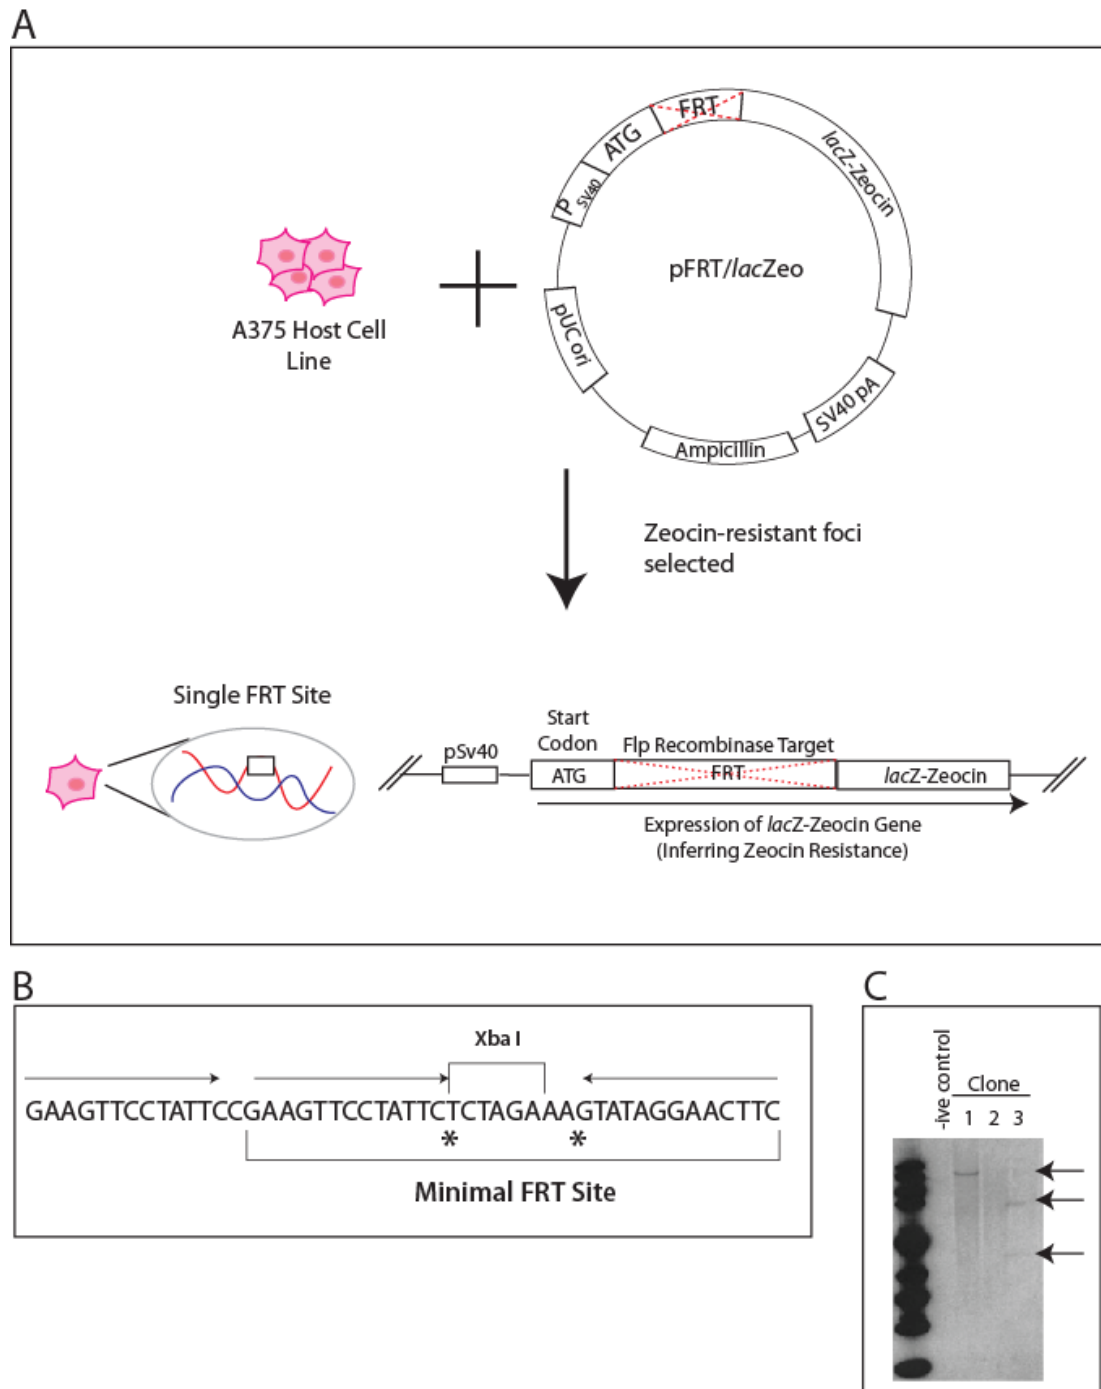 A
FRT
ATG
P SV40
lacZ-Zeocin
pFRT/lacZeo
A375 Host Cell
Line
pUC ori
SV40 pA
Ampicillin
Zeocin-resistant foci
selected
Single FRT Site
Start
Codon
pSv40
Flp Recombinase Target
ATG
FRT
lacZ-Zeocin
Expression of lacZ-Zeocin Gene
(Inferring Zeocin Resistance)
B
Xba I
GAAGTTCCTATTCCGAAGTTCCTATTCTCTAGAAAGTATAGGAACTTC
* *
Minimal FRT Site
C
-ive control
Clone
1 2 3